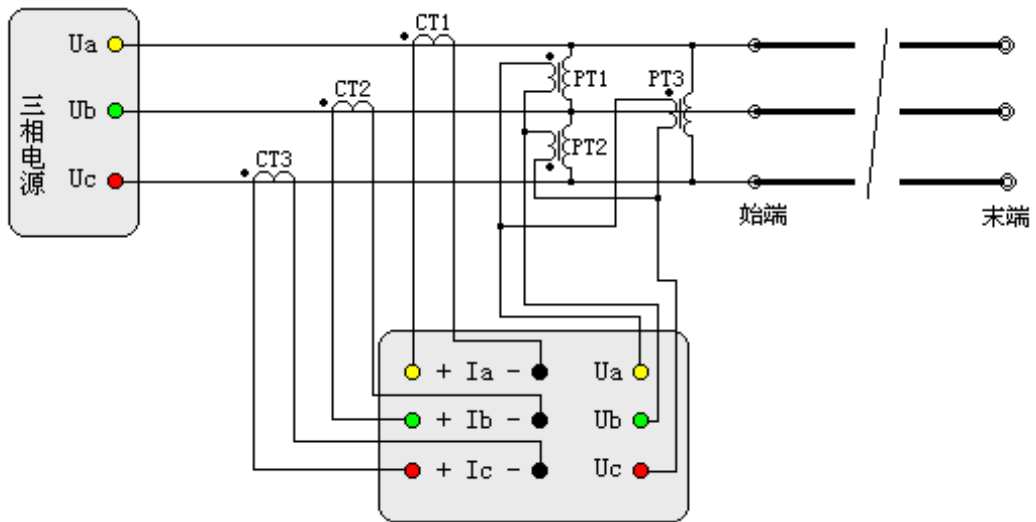 CT1
Ua
PT1
PT3
CT2
Ub
三相电源
PT2
CT3
Uc
始端
末端
+ Ia -
Ua
+ Ib -
Ub
+ Ic -
Uc